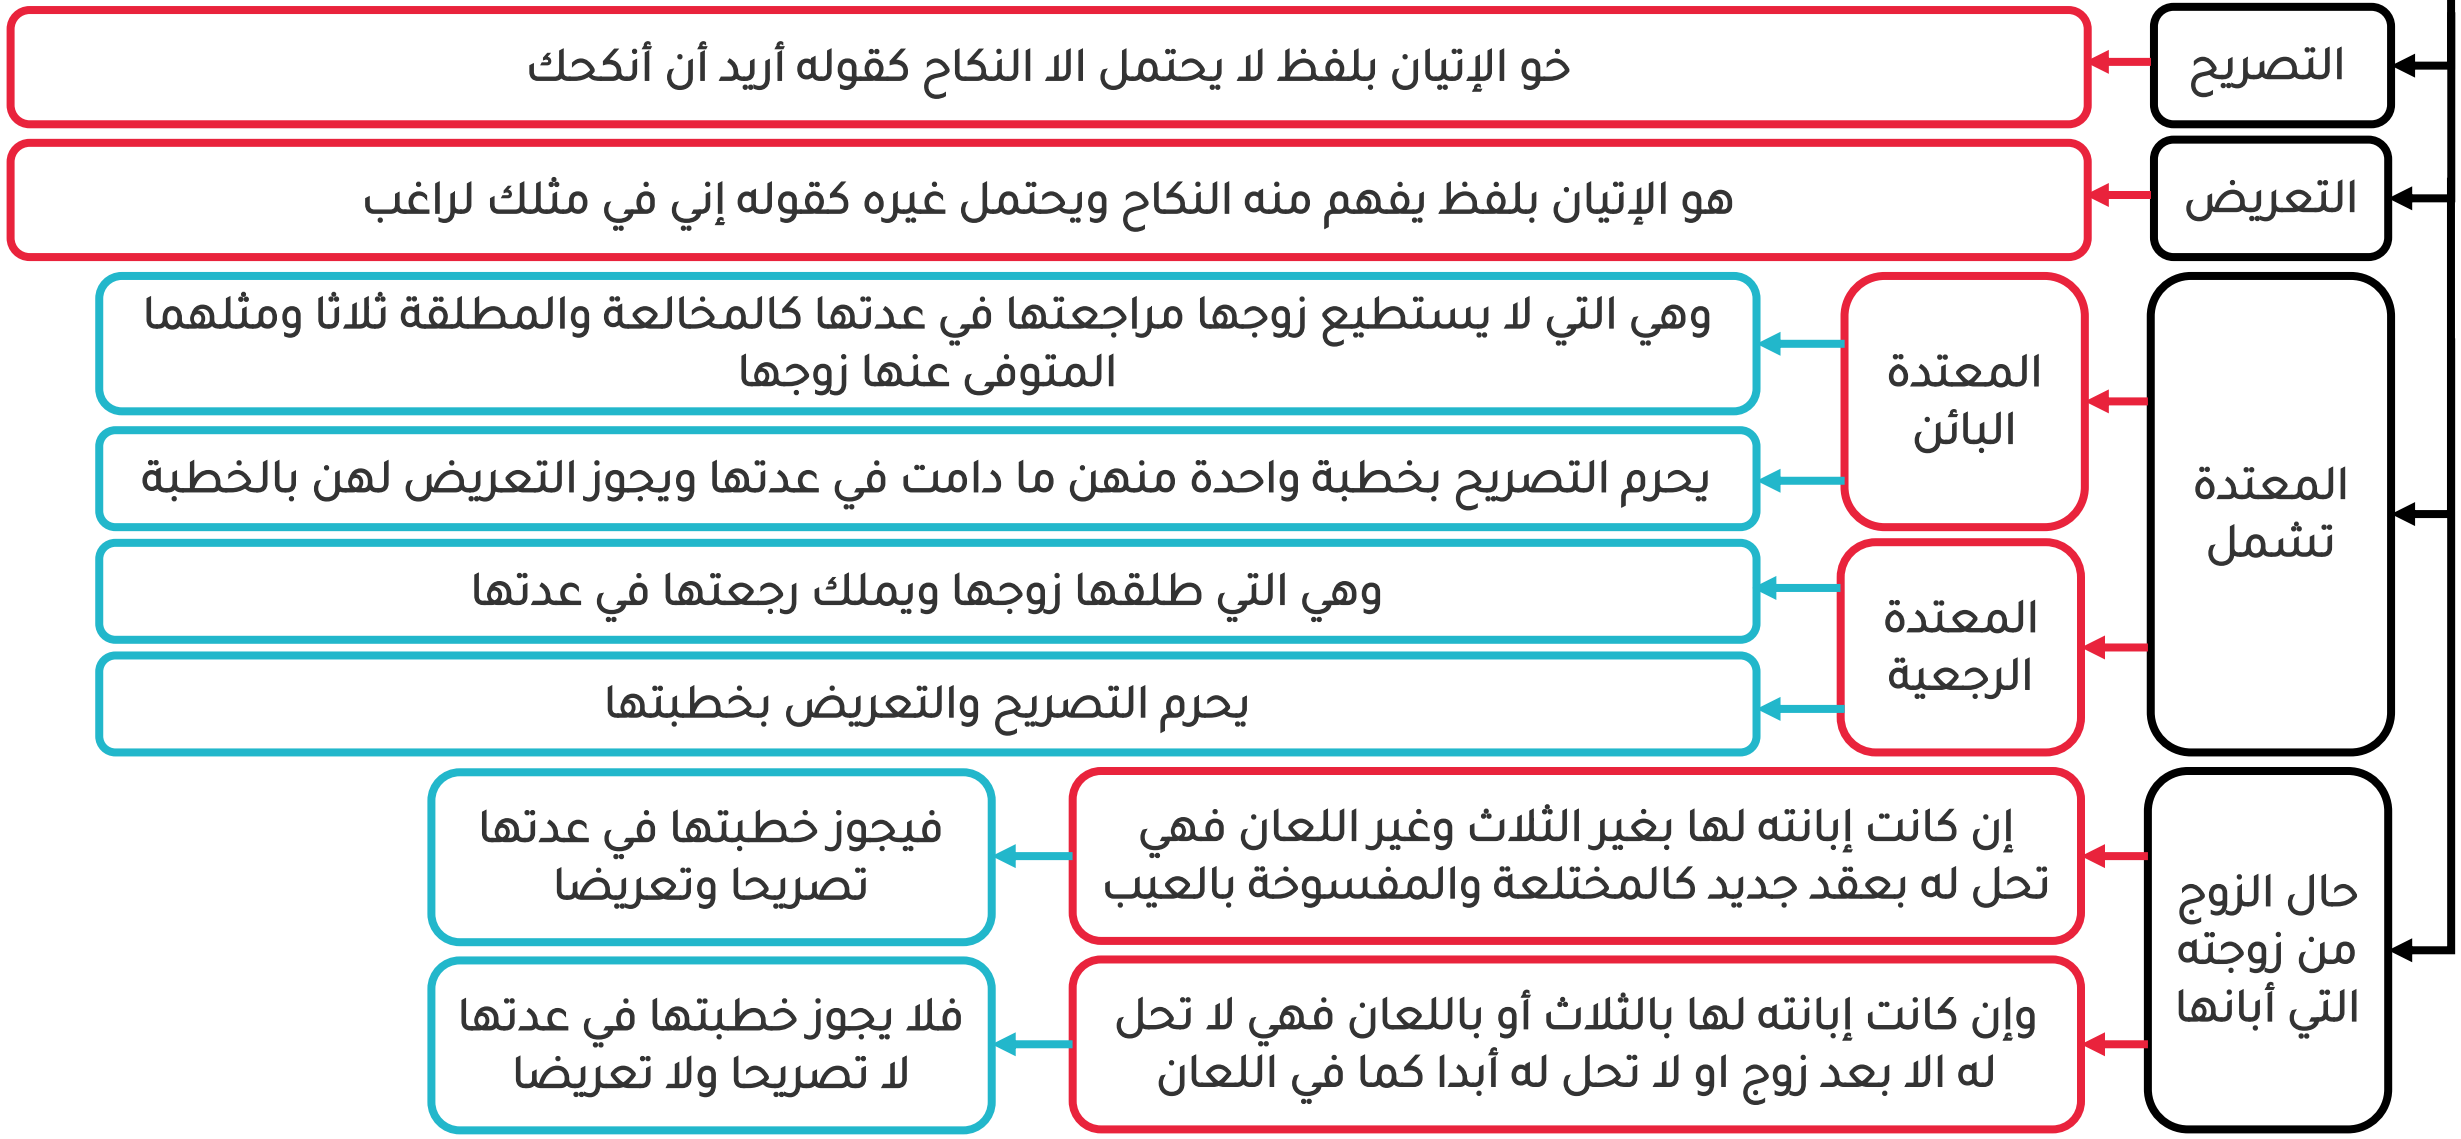 التصريح
خو الإتيان بلفظ لا يحتمل الا النكاح كقوله أريد أن أنكحك
التعريض
هو الإتيان بلفظ يفهم منه النكاح ويحتمل غيره كقوله إني في مثلك لراغب
المعتدة
تشمل
المعتدة
البائن
وهي التي لا يستطيع زوجها مراجعتها في عدتها كالمخالعة والمطلقة ثلاثا ومثلهما
المتوفى عنها زوجها
يحرم التصريح بخطبة واحدة منهن ما دامت في عدتها ويجوز التعريض لهن بالخطبة
المعتدة
الرجعية
وهي التي طلقها زوجها ويملك رجعتها في عدتها
يحرم التصريح والتعريض بخطبتها
حال الزوج
من زوجته
التي أبانها
إن كانت إبانته لها بغير الثلاث وغير اللعان فهي
تحل له بعقد جديد كالمختلعة والمفسوخة بالعيب
فيجوز خطبتها في عدتها
تصريحا وتعريضا
وإن كانت إبانته لها بالثلاث أو باللعان فهي لا تحل
له الا بعد زوج او لا تحل له أبدا كما في اللعان
فلا يجوز خطبتها في عدتها
لا تصريحا ولا تعريضا